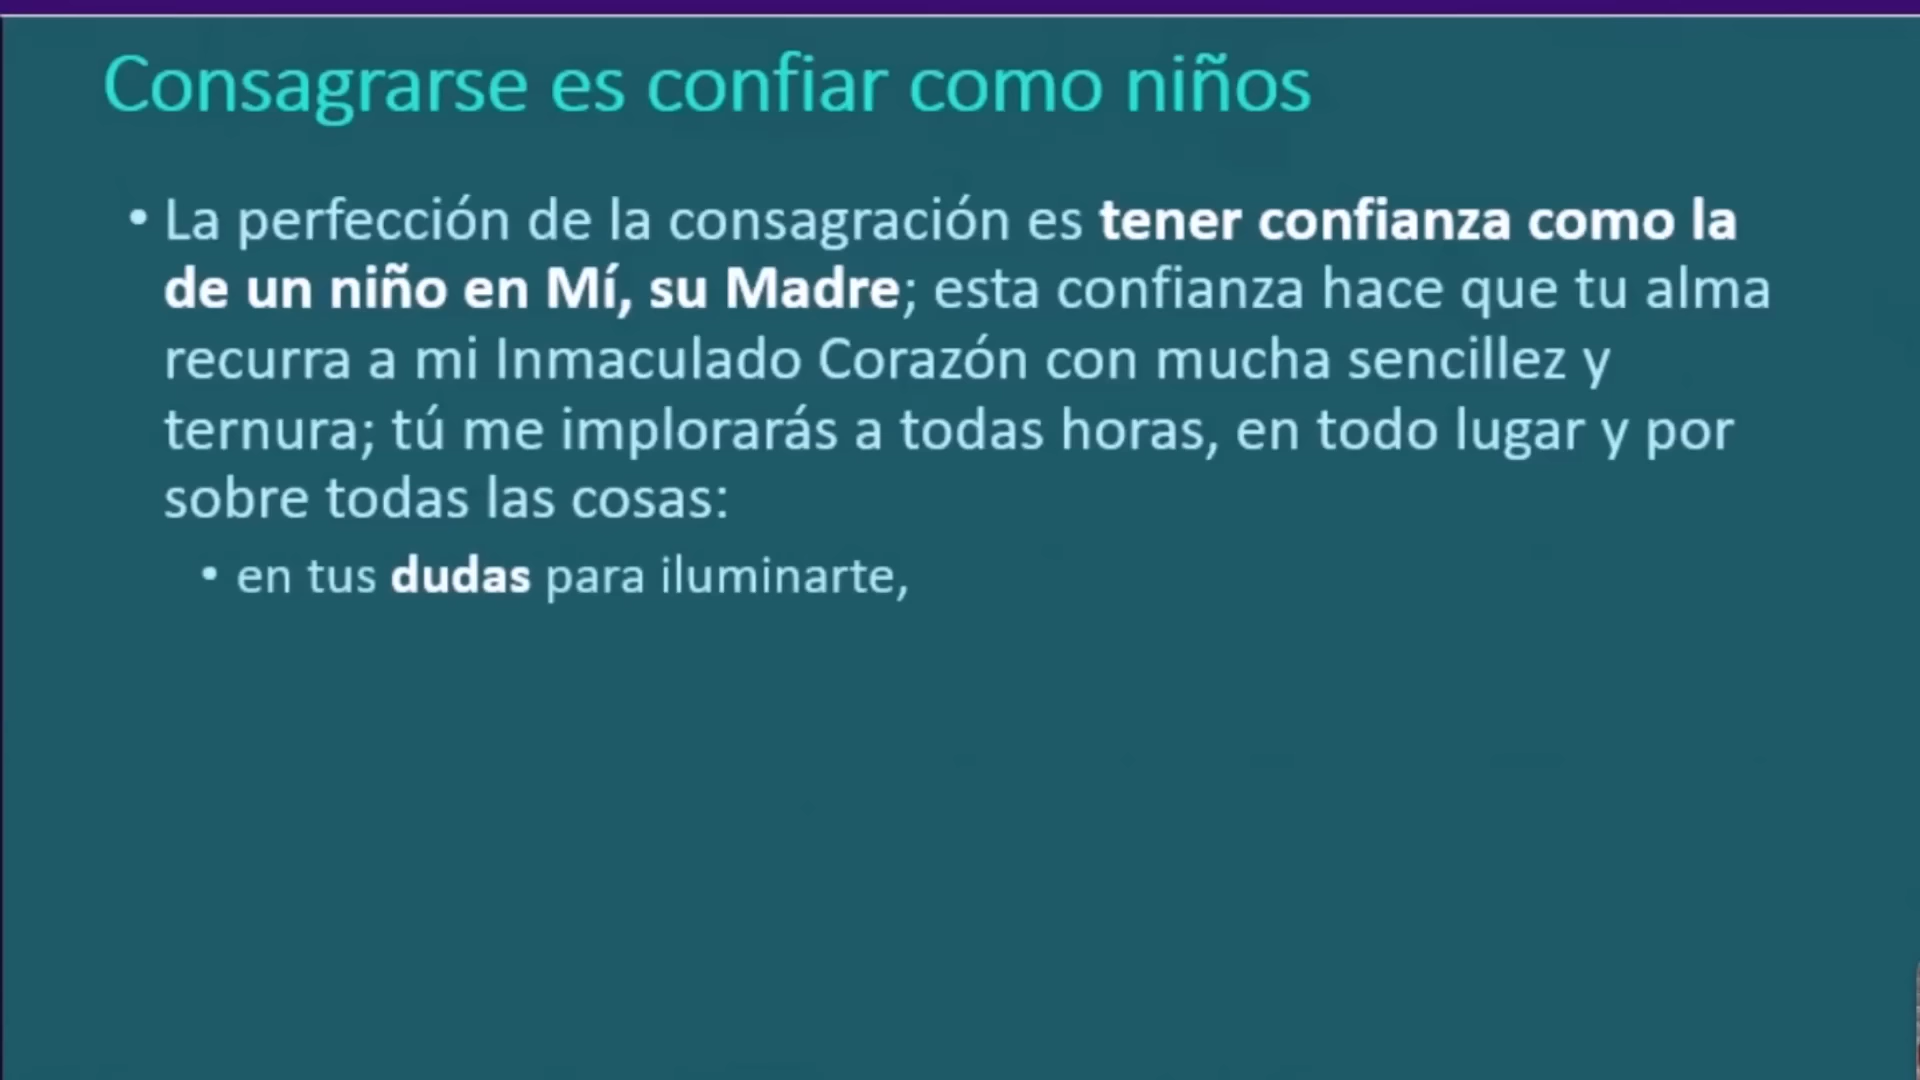 Consagrarse es confiar como niños
• La perfección de la consagración es tener confianza como la
de un niño en Mí, su Madre; esta confianza hace que tu alma
recurra a mi Inmaculado Corazón con mucha sencillez y
ternura; tú me implorarás a todas horas, en todo lugar y por
sobre todas las cosas:
• en tus dudas para iluminarte,